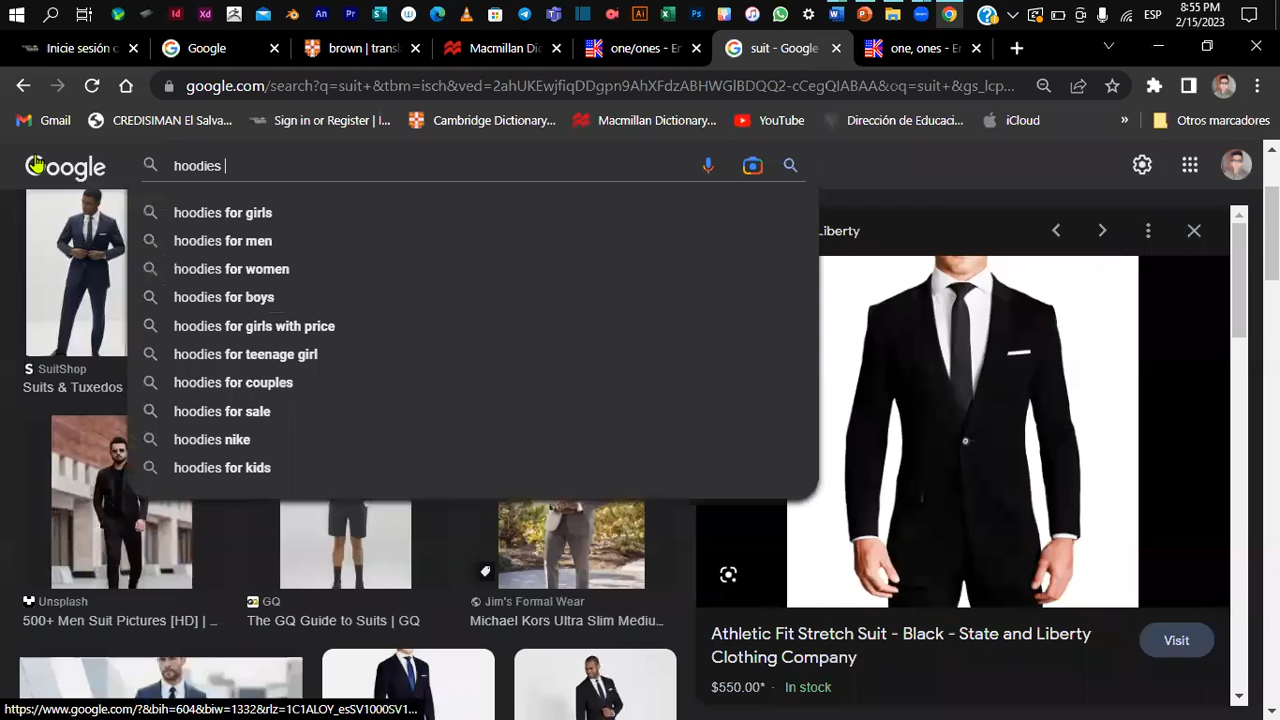 ESP
8:55 PM
2/15/2023
Inicie sesión c
Google
brown | trans
Macmillan Dic
one/ones - Er
suit - Google
one, ones - Er
google.com/search?q=suit+&tbm=isch&ved=2ahUKEwjfiqDDgpn9AhXFdzABHWGlBDQQ2-cCegQIABAA&oq=suit+&gs_lcp...
Gmail
CREDISIMAN El Salva...
Sign in or Register | I...
Cambridge Dictionary...
Macmillan Dictionary...
YouTube
Dirección de Educaci...
iCloud
»
Otros marcadores
Google
hoodies
hoodies for girls
hoodies for men
hoodies for women
hoodies for boys
hoodies for girls with price
hoodies for teenage girl
hoodies for couples
hoodies for sale
hoodies nike
hoodies for kids
Liberty
SuitShop
Suits & Tuxedos
Unsplash
500+ Men Suit Pictures [HD] | ...
GQ
The GQ Guide to Suits | GQ
Jim's Formal Wear
Michael Kors Ultra Slim Mediu...
Athletic Fit Stretch Suit - Black - State and Liberty
Clothing Company
Visit
$550.00* · In stock
https://www.google.com/?&bih=604&biw=1332&rlz=1C1ALOY_esSV1000SV1...